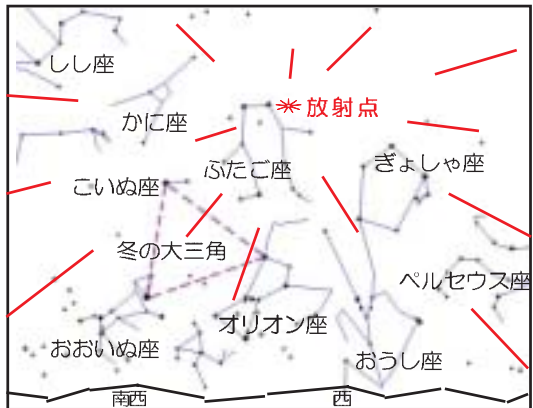 しし座
放射点
かに座
ぎょしゃ座
ふたご座
こいぬ座
冬の大三角
ペルセウス座
オリオン座
おおいぬ座
おうし座
南西
西